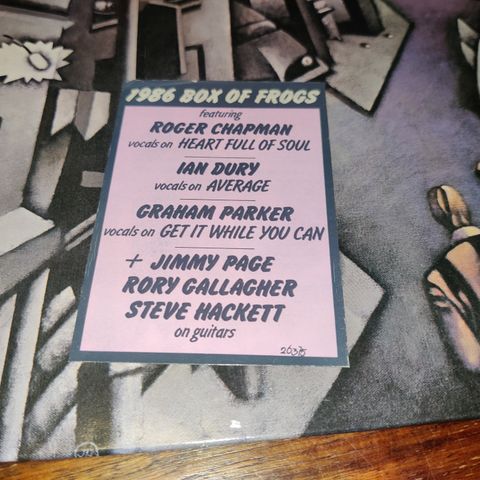 1986 BOX OF FROGS
featuring
ROGER CHAPMAN
vocals on HEART FULL OF SOUL
IAN DURY
vocals on AVERAGE
GRAHAM PARKER
vocals on GET IT WHILE YOU CAN
+ JIMMY PAGE
RORY GALLAGHER
STEVE HACKETT
on guitars